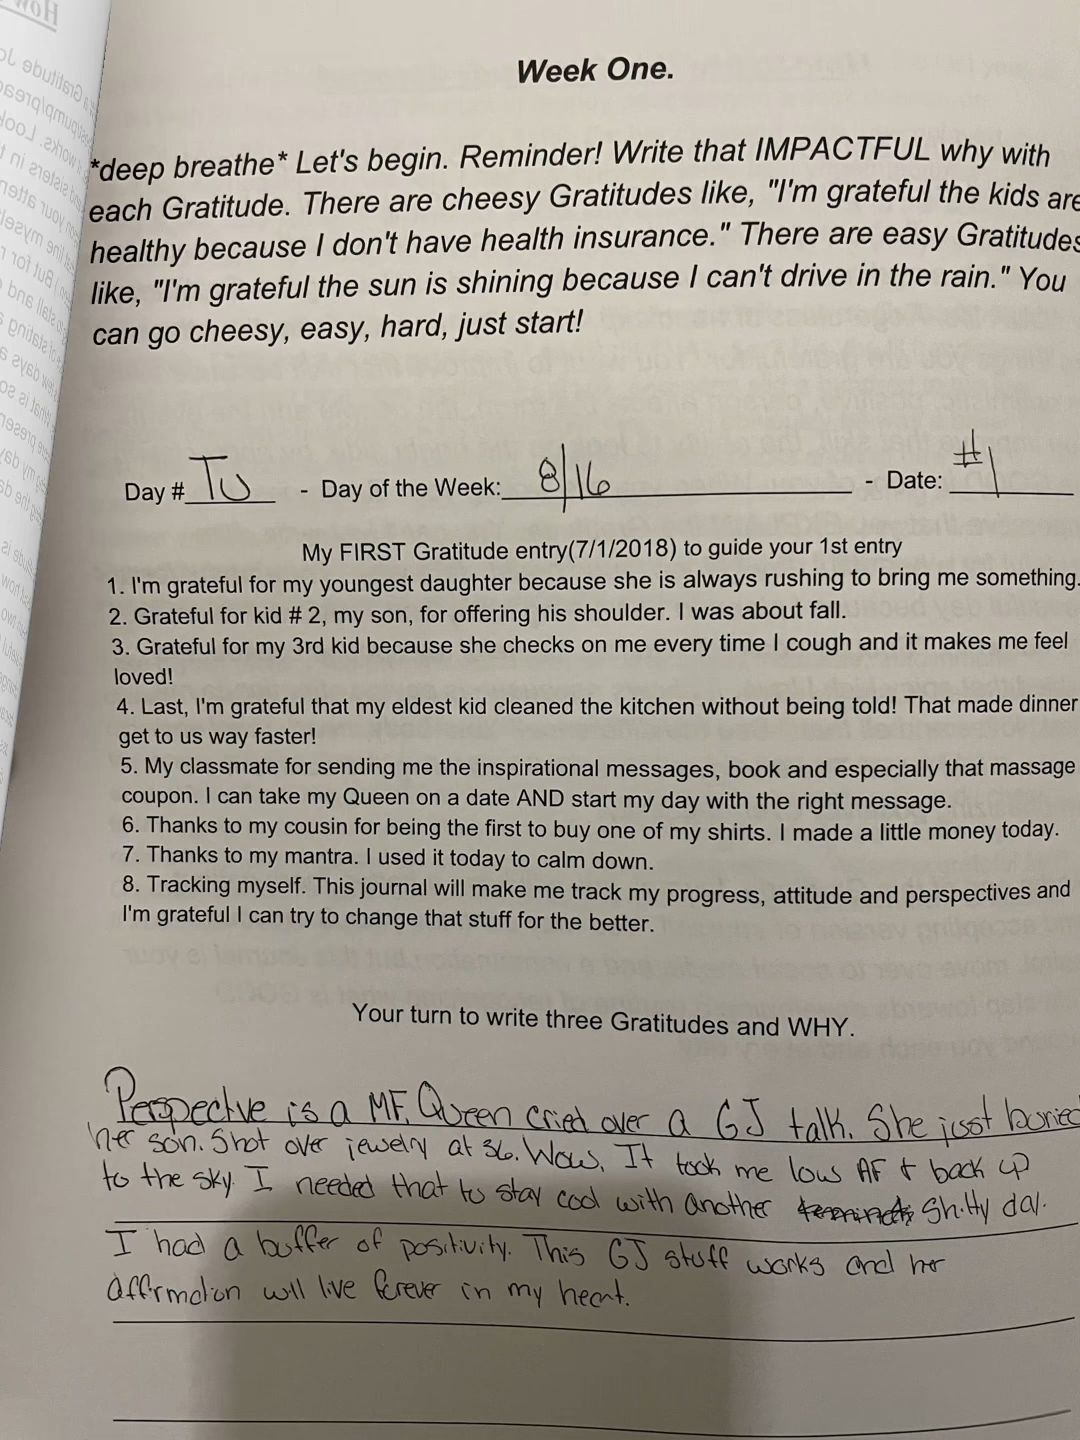 Week One.
*deep breathe* Let's begin. Reminder! Write that IMPACTFUL why with
each Gratitude. There are cheesy Gratitudes like, "I'm grateful the kids are
healthy because I don't have health insurance." There are easy Gratitudes
like, "I'm grateful the sun is shining because I can't drive in the rain." You
can go cheesy, easy, hard, just start!
Day # TU - Day of the Week: 8/16 - Date: #1
My FIRST Gratitude entry(7/1/2018) to guide your 1st entry
1. I'm grateful for my youngest daughter because she is always rushing to bring me something.
2. Grateful for kid # 2, my son, for offering his shoulder. I was about fall.
3. Grateful for my 3rd kid because she checks on me every time I cough and it makes me feel
loved!
4. Last, I'm grateful that my eldest kid cleaned the kitchen without being told! That made dinner
get to us way faster!
5. My classmate for sending me the inspirational messages, book and especially that massage
coupon. I can take my Queen on a date AND start my day with the right message.
6. Thanks to my cousin for being the first to buy one of my shirts. I made a little money today.
7. Thanks to my mantra. I used it today to calm down.
8. Tracking myself. This journal will make me track my progress, attitude and perspectives and
I'm grateful I can try to change that stuff for the better.
Your turn to write three Gratitudes and WHY.
Perspective is a MF. Queen cried over a GJ talk. She just buried
her son. Shot over jewelry at 36. Wow. It took me low AF + back up
to the sky. I needed that to stay cool with another shitty day.
I had a buffer of positivity. This GJ stuff works and her
affirmation will live forever in my heart.